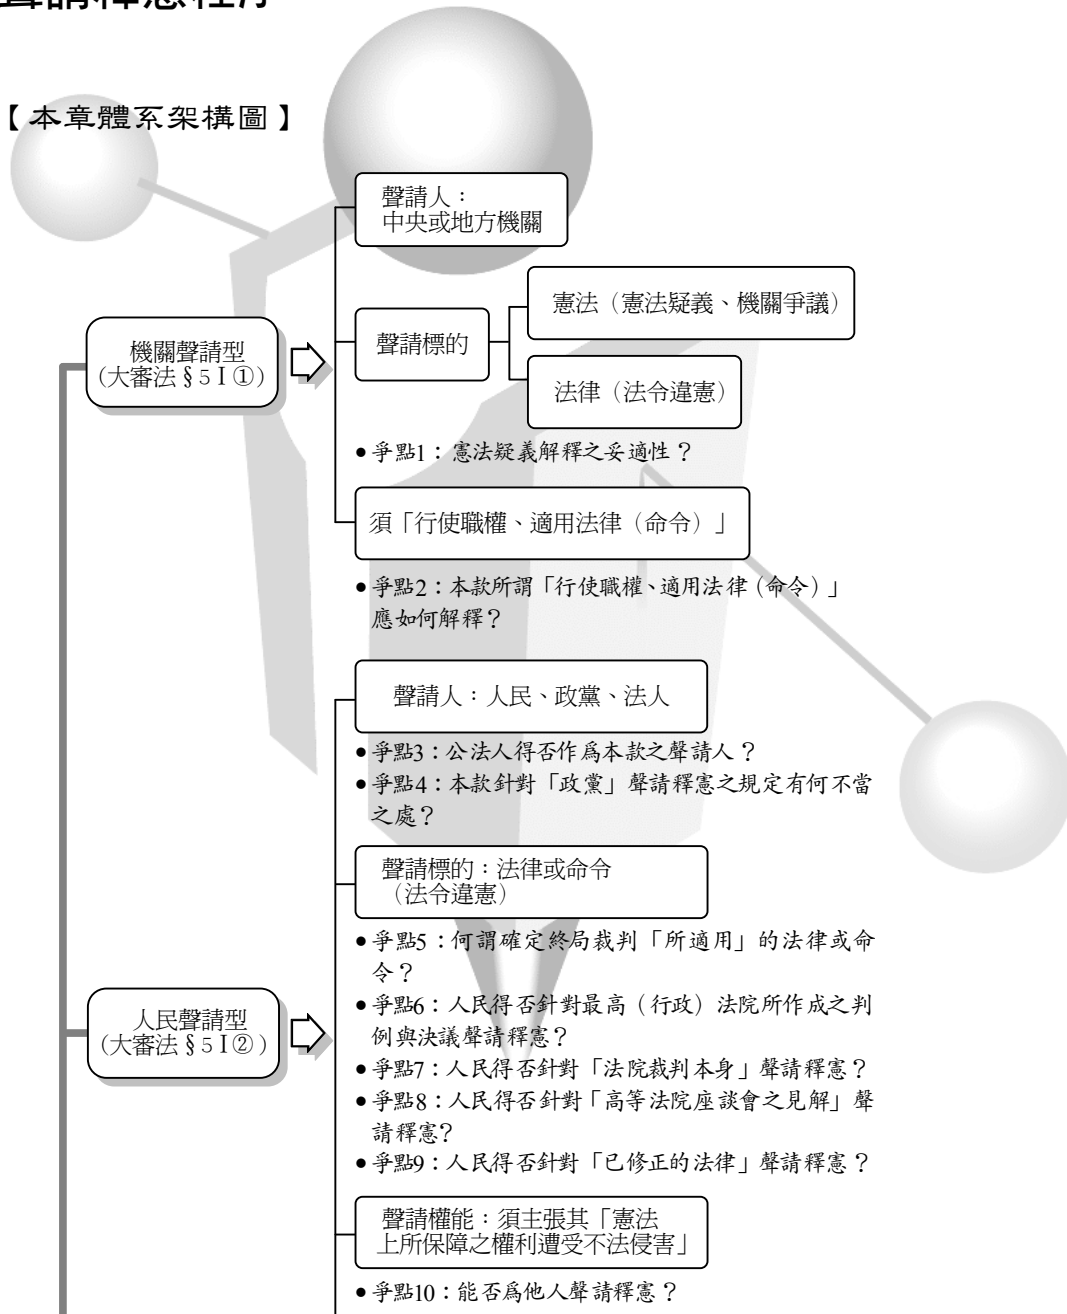 聲請釋憲程序
【本章體系架構圖】
聲請人：
中央或地方機關
憲法（憲法疑義、機關爭議）
機關聲請型
(大審法§5Ⅰ①)
聲請標的
法律（法令違憲）
•爭點1：憲法疑義解釋之妥適性？
須「行使職權、適用法律（命令）」
•爭點2：本款所謂「行使職權、適用法律（命令）」
應如何解釋？
聲請人：人民、政黨、法人
•爭點3：公法人得否作爲本款之聲請人？
•爭點4：本款針對「政黨」聲請釋憲之規定有何不當
之處？
聲請標的：法律或命令
（法令違憲）
•爭點5：何謂確定終局裁判「所適用」的法律或命
令？
人民聲請型
(大審法§5Ⅰ②)
•爭點6：人民得否針對最高（行政）法院所作成之判
例與決議聲請釋憲？
•爭點7：人民得否針對「法院裁判本身」聲請釋憲？
•爭點8：人民得否針對「高等法院座談會之見解」聲
請釋憲？
•爭點9：人民得否針對「已修正的法律」聲請釋憲？
聲請權能：須主張其「憲法
上所保障之權利遭受不法侵害」
•爭點10：能否爲他人聲請釋憲？